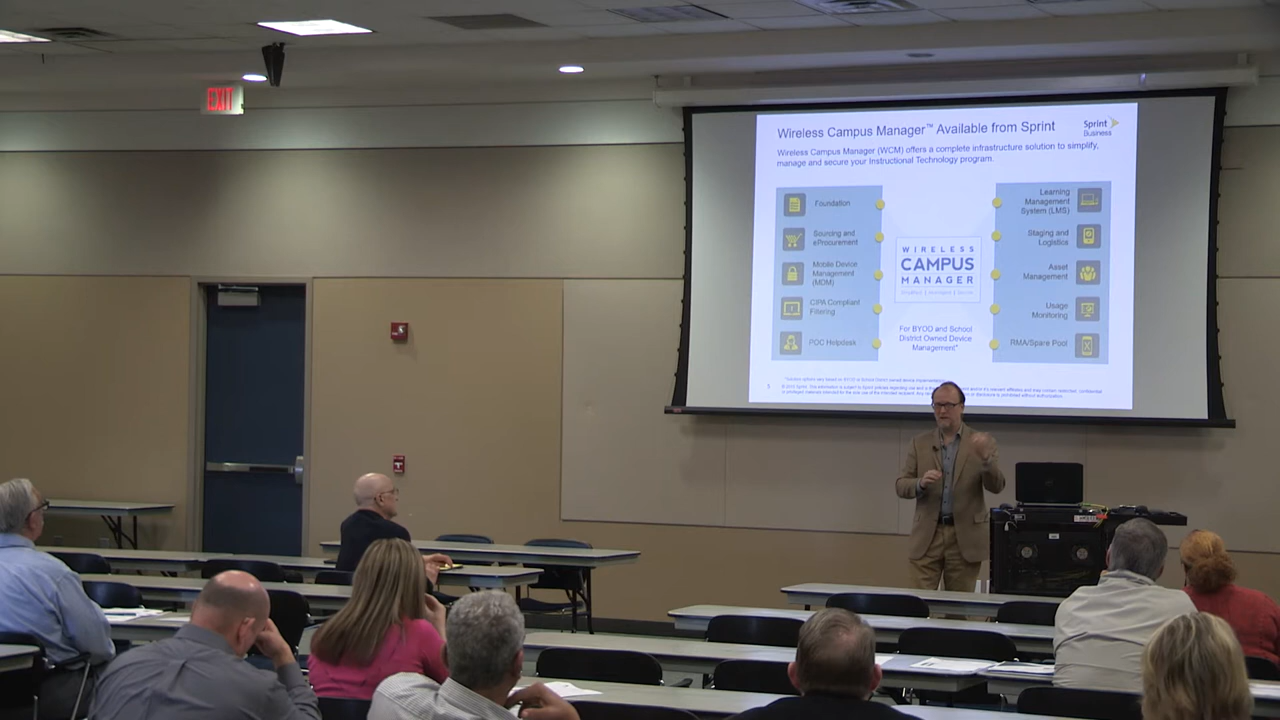 EXIT
Wireless Campus Manager™ Available from Sprint
Sprint
Business
Wireless Campus Manager (WCM) offers a complete infrastructure solution to simplify,
manage and secure your Instructional Technology program.
Foundation
Sourcing and
eProcurement
Mobile Device
Management
(MDM)
CIPA Compliant
Filtering
POC Helpdesk
WIRELESS
CAMPUS
MANAGER
For BYOD and School
District Owned Device
Management*
Learning
Management
System (LMS)
Staging and
Logistics
Asset
Management
Usage
Monitoring
RMA/Spare Pool